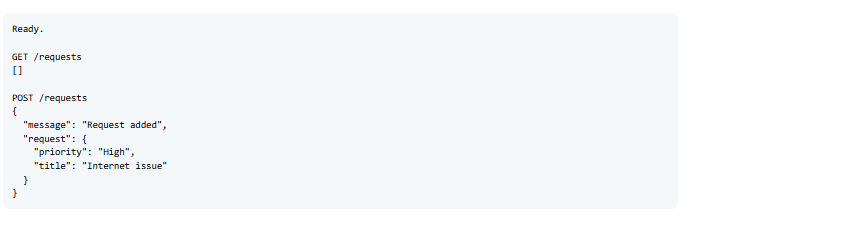 Ready.
GET /requests
[]
POST /requests
{
  "message": "Request added",
  "request": {
    "priority": "High",
    "title": "Internet issue"
  }
}